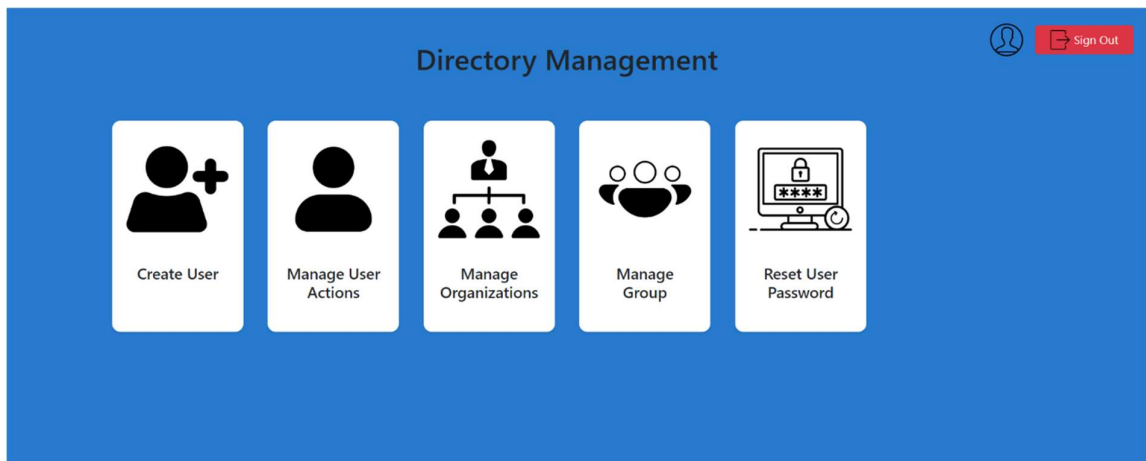 Sign Out
Directory Management
****
Create User
Manage User
Actions
Manage
Organizations
Manage
Group
Reset User
Password